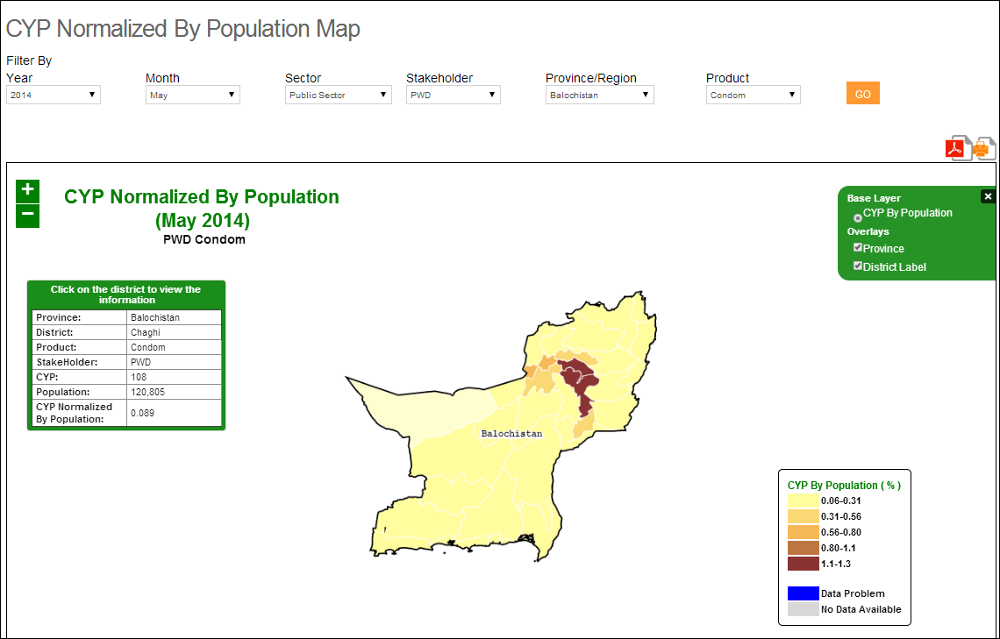 CYP Normalized By Population Map
Filter By
Year Month Sector Stakeholder Province/Region Product
2014 May Public Sector PWD Balochistan Condom GO
+
−
CYP Normalized By Population
(May 2014)
PWD Condom
Base Layer
CYP By Population
Overlays
Province
District Label
Click on the district to view the
information
Province: Balochistan
District: Chaghi
Product: Condom
StakeHolder: PWD
CYP: 108
Population: 120,805
CYP Normalized
By Population: 0.089
Balochistan
CYP By Population ( % )
0.06-0.31
0.31-0.56
0.56-0.80
0.80-1.1
1.1-1.3
Data Problem
No Data Available